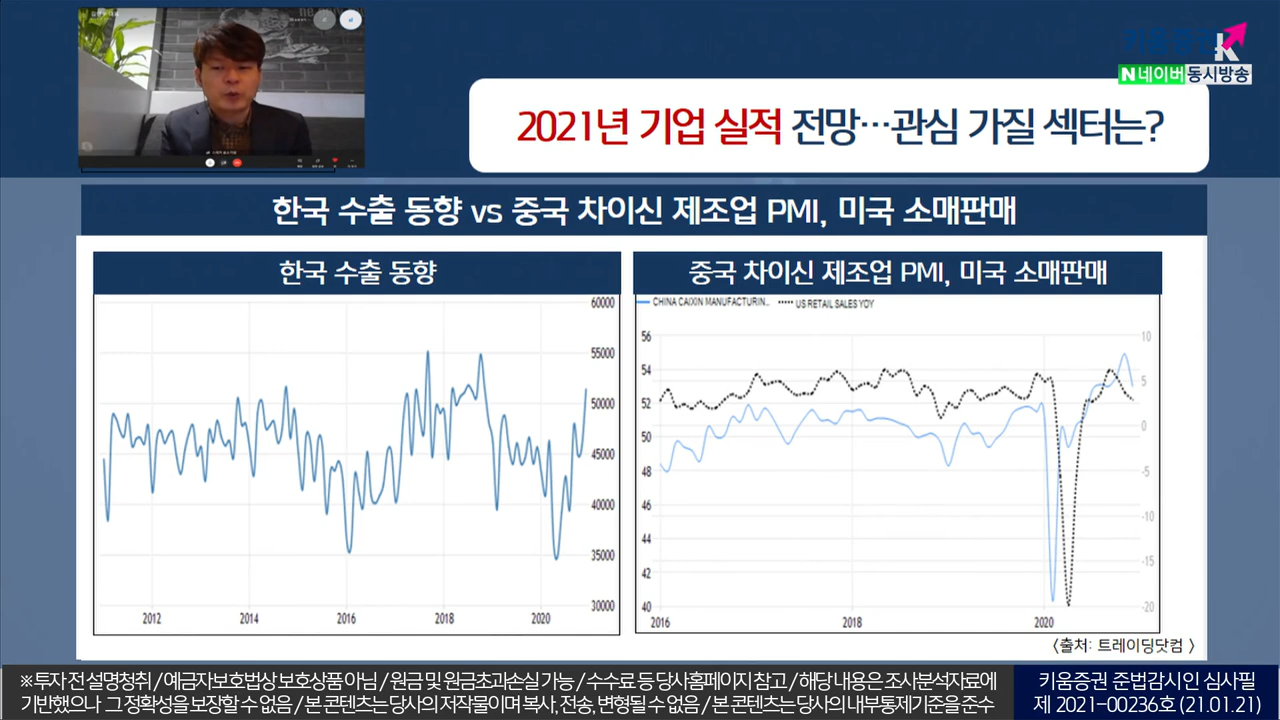 키움증권
N 네이버 동시방송
2021년 기업 실적 전망…관심 가질 섹터는?
한국 수출 동향 vs 중국 차이신 제조업 PMI, 미국 소매판매
한국 수출 동향
60000
55000
50000
45000
40000
35000
30000
2012 2014 2016 2018 2020
중국 차이신 제조업 PMI, 미국 소매판매
CHINA CAIXIN MANUFACTURIN.. US RETAIL SALES YOY
56 10
54 5
52 0
50 -5
48 -10
46 -15
44 -20
42
40
2016 2018 2020
〈출처: 트레이딩닷컴 〉
※ 투자 전 설명청취 / 예금자보호법상 보호상품 아님 / 원금 및 원금초과손실 가능 / 수수료 등 당사홈페이지 참고 / 해당 내용은 조사분석자료에
기반했으나 그 정확성을 보장할 수 없음 / 본 콘텐츠는 당사의 저작물이며 복사, 전송, 변형될 수 없음 / 본 콘텐츠는 당사의 내부통제기준을 준수
키움증권 준법감시인 심사필
제 2021-00236호 (21.01.21)